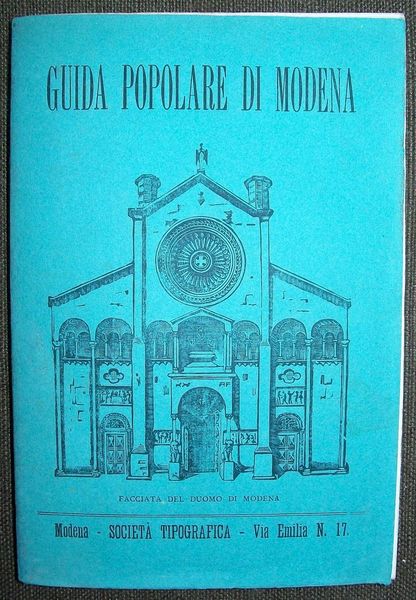 GUIDA POPOLARE DI MODENA
FACCIATA DEL DUOMO DI MODENA
Modena - SOCIETÀ TIPOGRAFICA - Via Emilia N. 17.